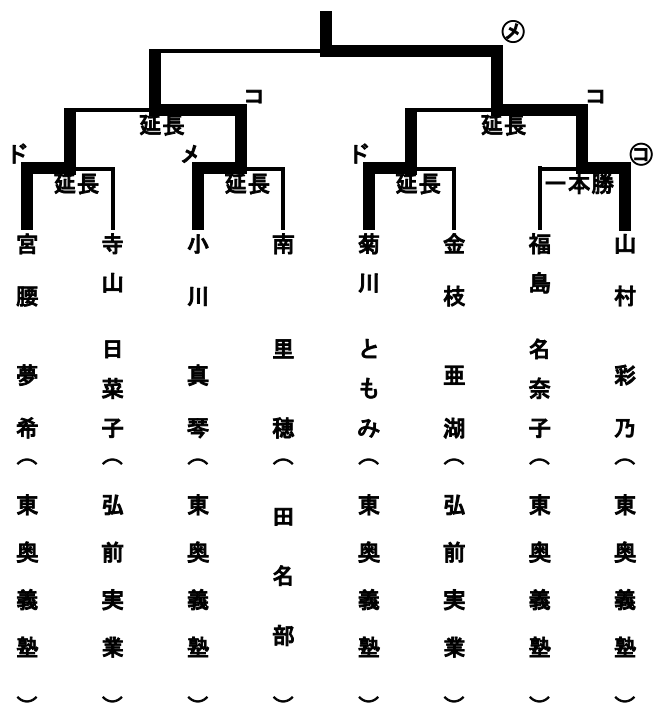 ㋱
コ
コ
延長
延長
ド
メ
ド
㋙
延長
延長
延長
一本勝
宮腰 夢希(東奥義塾)
寺山 日菜子(弘前実業)
小川 真琴(東奥義塾)
南 里穂(田名部)
菊川 ともみ(東奥義塾)
金枝 亜湖(弘前実業)
福島 名奈子(東奥義塾)
山村 彩乃(東奥義塾)